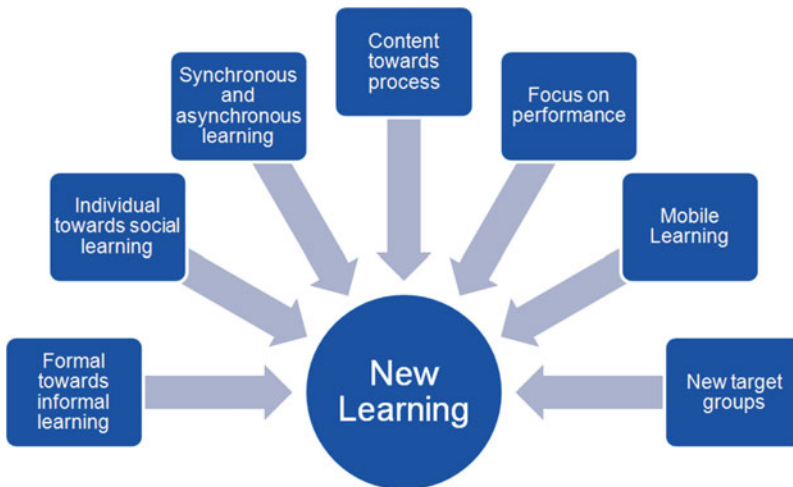 Content
towards
process
Synchronous
and
asynchronous
learning
Focus on
performance
Individual
towards social
learning
Mobile
Learning
Formal
towards
informal
learning
New
Learning
New target
groups